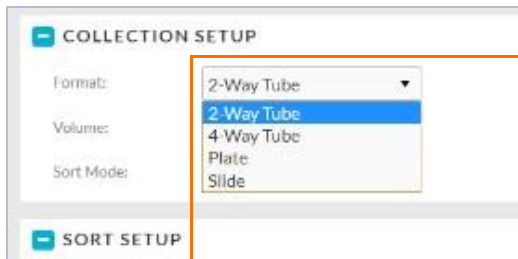 COLLECTION SETUP
Format: 2-Way Tube
2-Way Tube
Volume: 4-Way Tube
Plate
Sort Mode: Slide
SORT SETUP